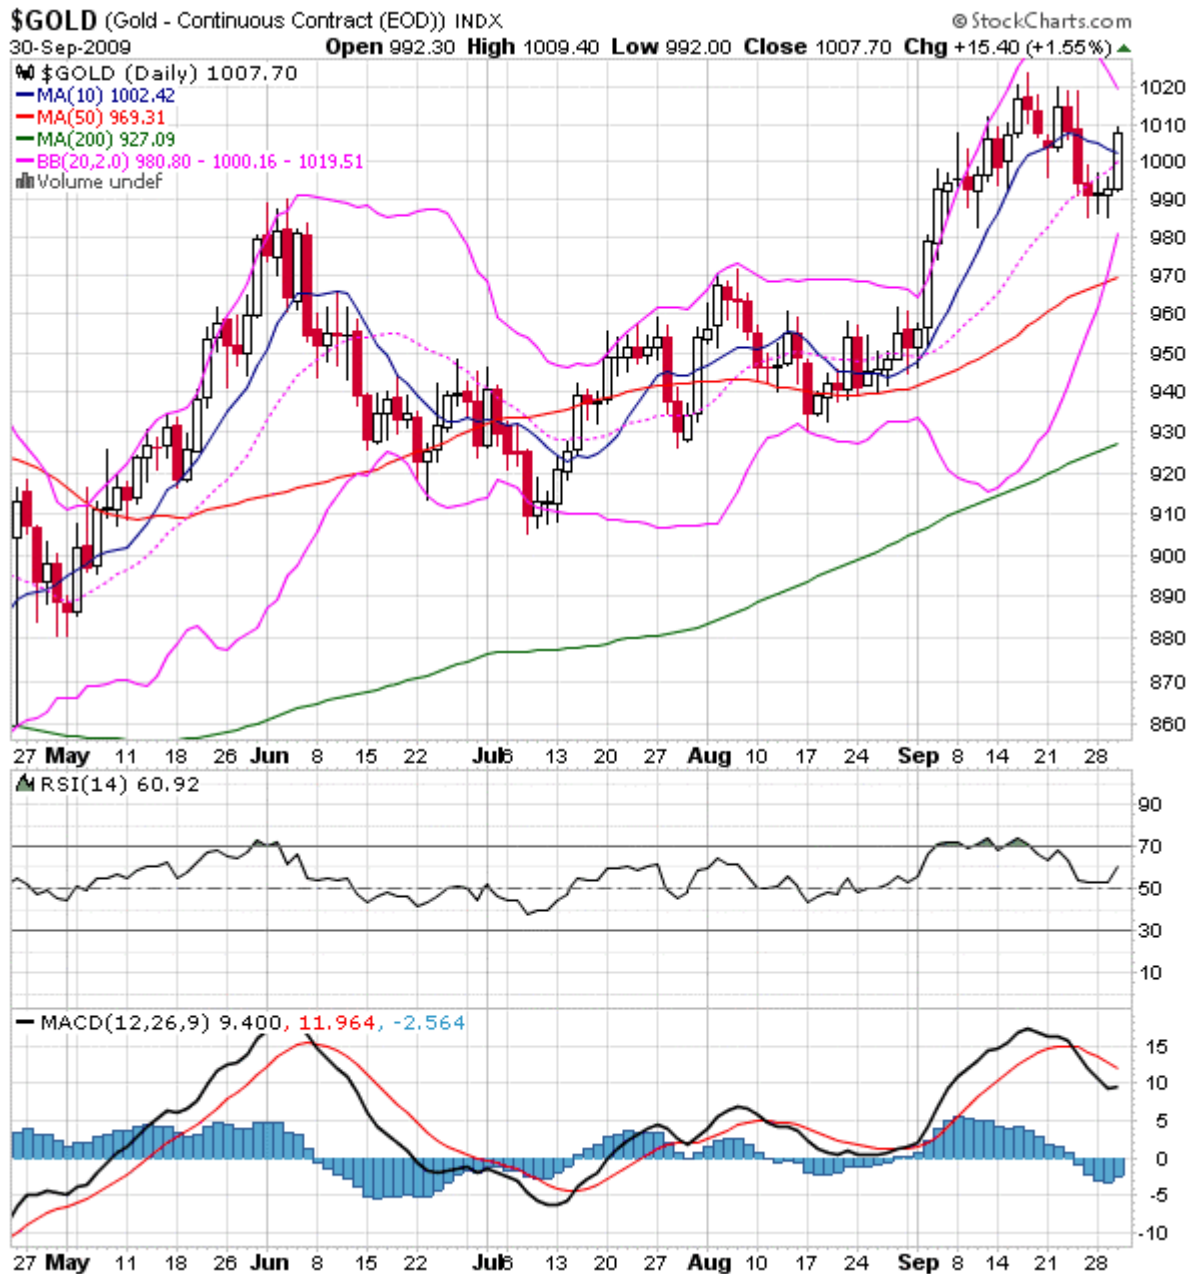 $GOLD (Gold - Continuous Contract (EOD)) INDX © StockCharts.com
30-Sep-2009 Open 992.30 High 1009.40 Low 992.00 Close 1007.70 Chg +15.40 (+1.55%)
$GOLD (Daily) 1007.70
MA(10) 1002.42
MA(50) 969.31
MA(200) 927.09
BB(20,2.0) 980.80 - 1000.16 - 1019.51
Volume undef
1020
1010
1000
990
980
970
960
950
940
930
920
910
900
890
880
870
860
27 May 11 18 26 Jun 8 15 22 Jul6 13 20 27 Aug 10 17 24 Sep 8 14 21 28
RSI(14) 60.92
90
70
50
30
10
MACD(12,26,9) 9.400, 11.964, -2.564
15
10
5
0
-5
-10
27 May 11 18 26 Jun 8 15 22 Jul6 13 20 27 Aug 10 17 24 Sep 8 14 21 28